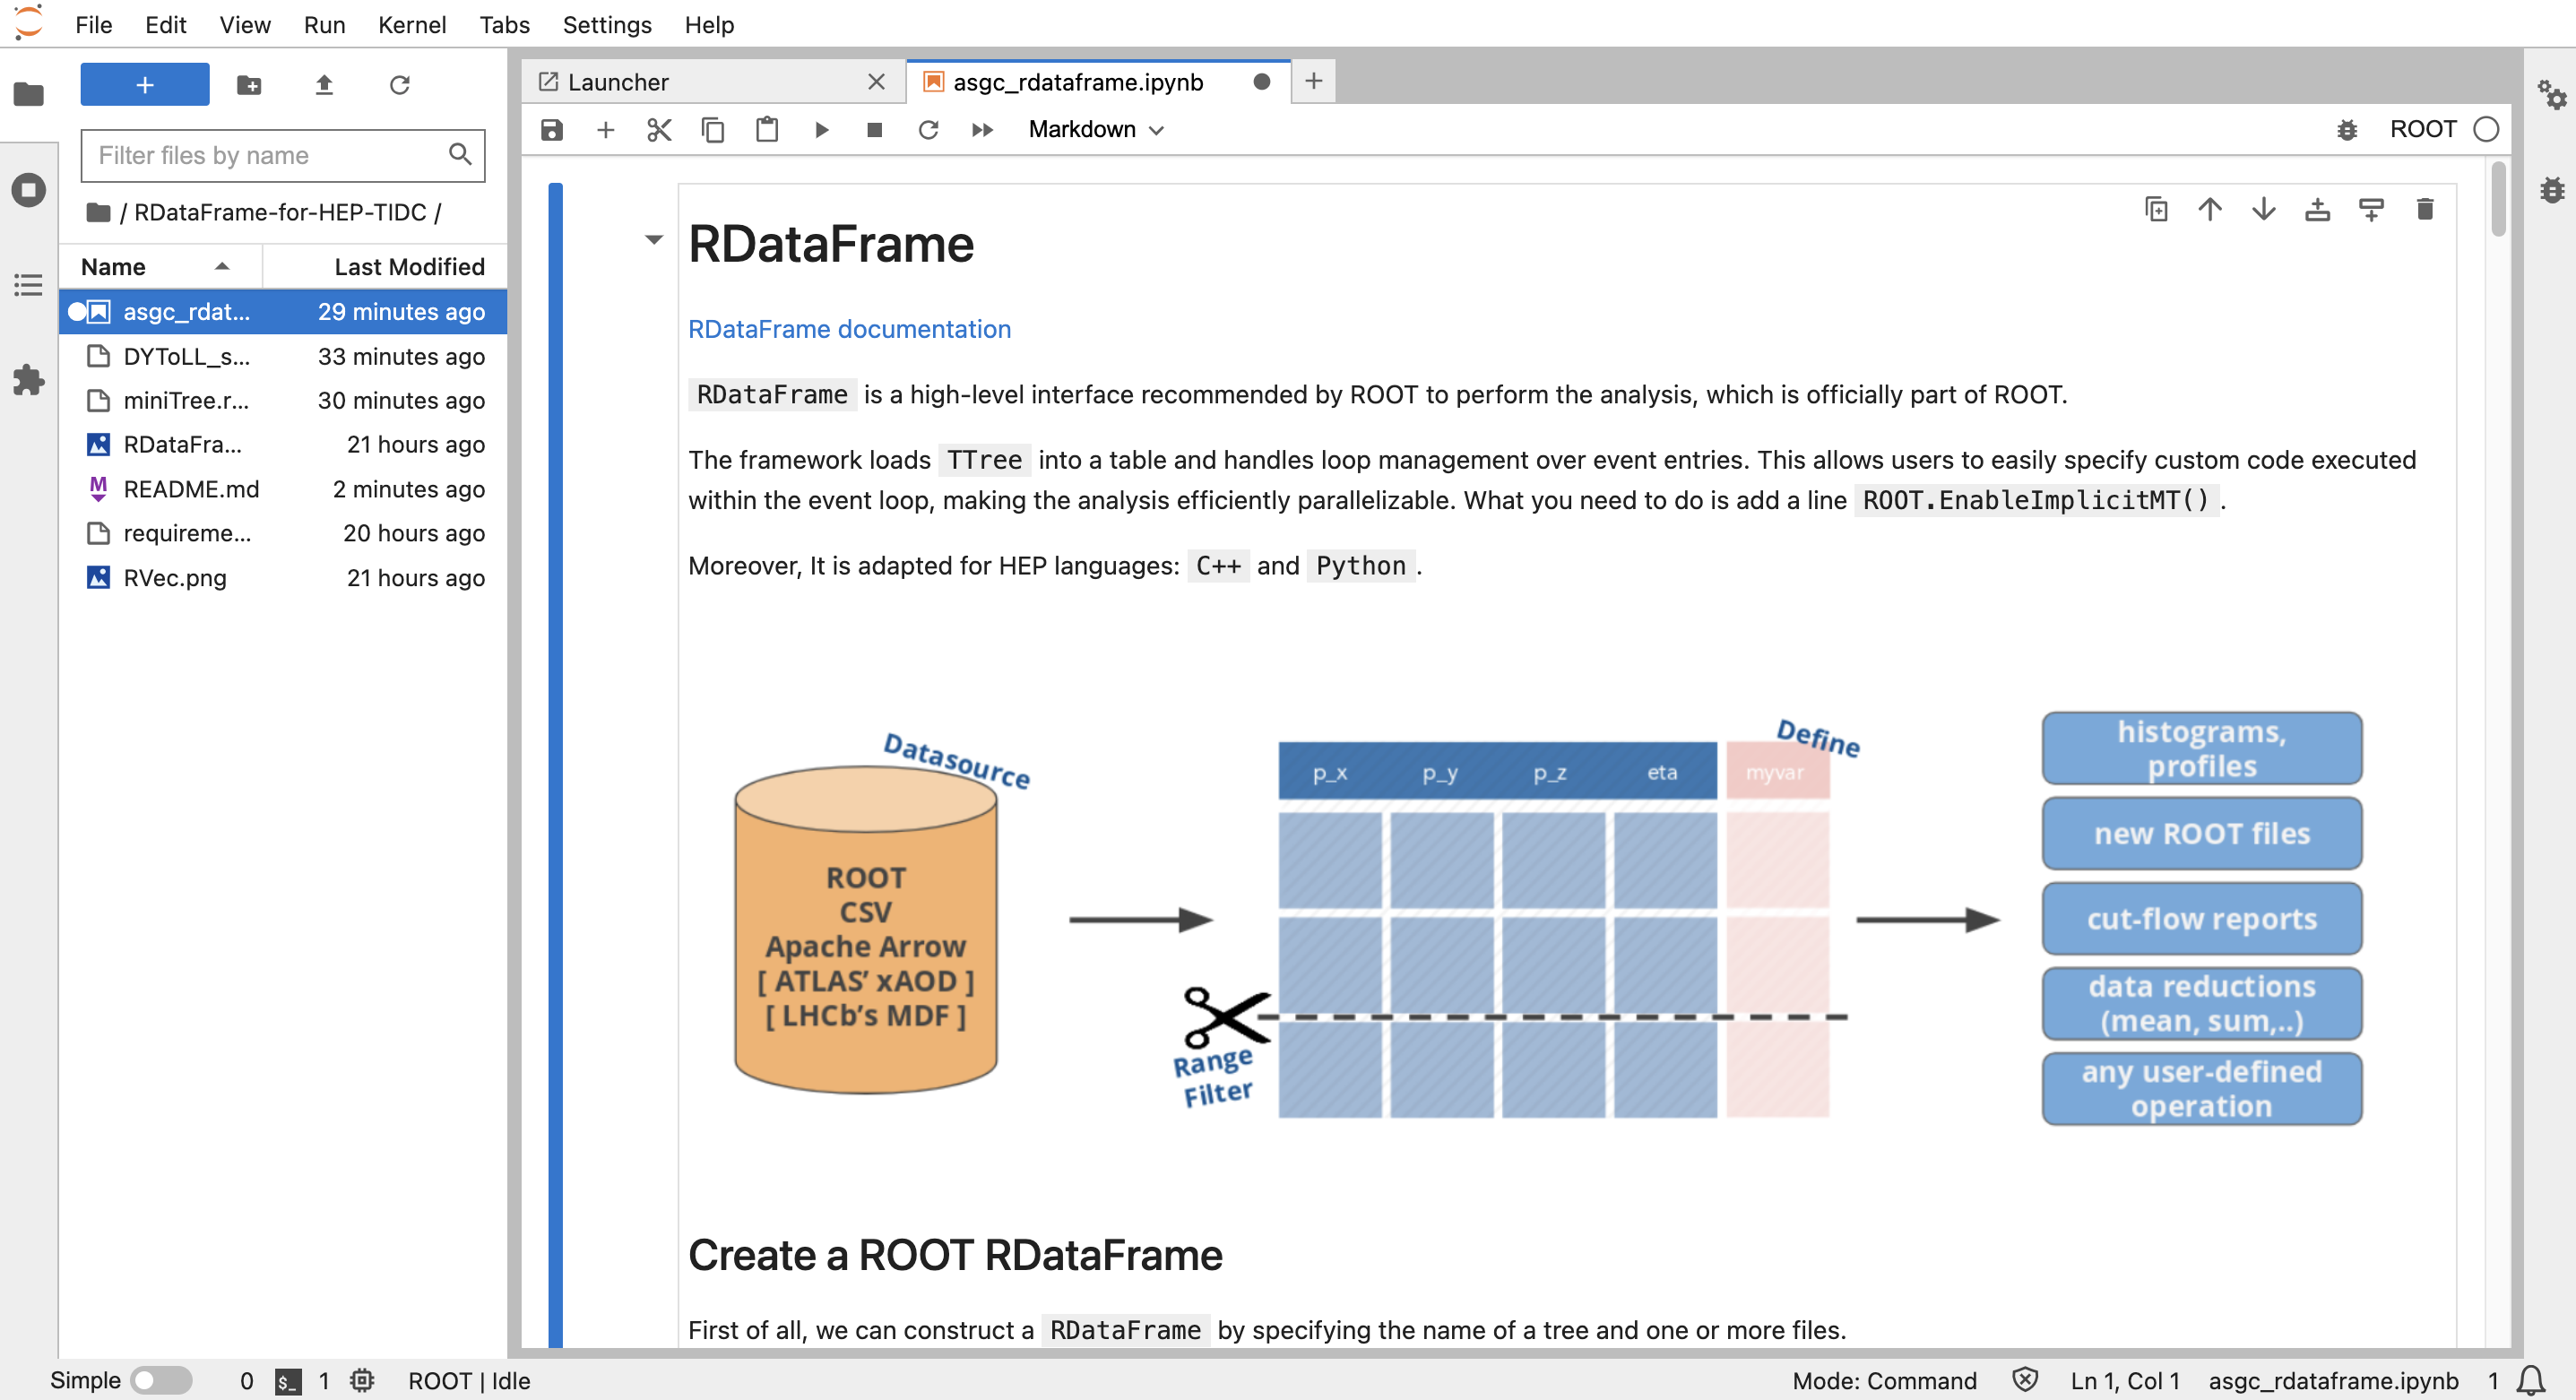 File Edit View Run Kernel Tabs Settings Help
Launcher
asgc_rdataframe.ipynb
Filter files by name
Markdown
ROOT
/ RDataFrame-for-HEP-TIDC /
Name Last Modified
asgc_rdat... 29 minutes ago
DYToLL_s... 33 minutes ago
miniTree.r... 30 minutes ago
RDataFra... 21 hours ago
README.md 2 minutes ago
requireme... 20 hours ago
RVec.png 21 hours ago
RDataFrame
RDataFrame documentation
RDataFrame is a high-level interface recommended by ROOT to perform the analysis, which is officially part of ROOT.
The framework loads TTree into a table and handles loop management over event entries. This allows users to easily specify custom code executed
within the event loop, making the analysis efficiently parallelizable. What you need to do is add a line ROOT.EnableImplicitMT() .
Moreover, It is adapted for HEP languages: C++ and Python .
Datasource
ROOT
CSV
Apache Arrow
[ ATLAS’ xAOD ]
[ LHCb’s MDF ]
Define
p_x p_y p_z eta myvar
Range
Filter
histograms,
profiles
new ROOT files
cut-flow reports
data reductions
(mean, sum,..)
any user-defined
operation
Create a ROOT RDataFrame
First of all, we can construct a RDataFrame by specifying the name of a tree and one or more files.
Simple 0 $_ 1 ROOT | Idle Mode: Command Ln 1, Col 1 asgc_rdataframe.ipynb 1